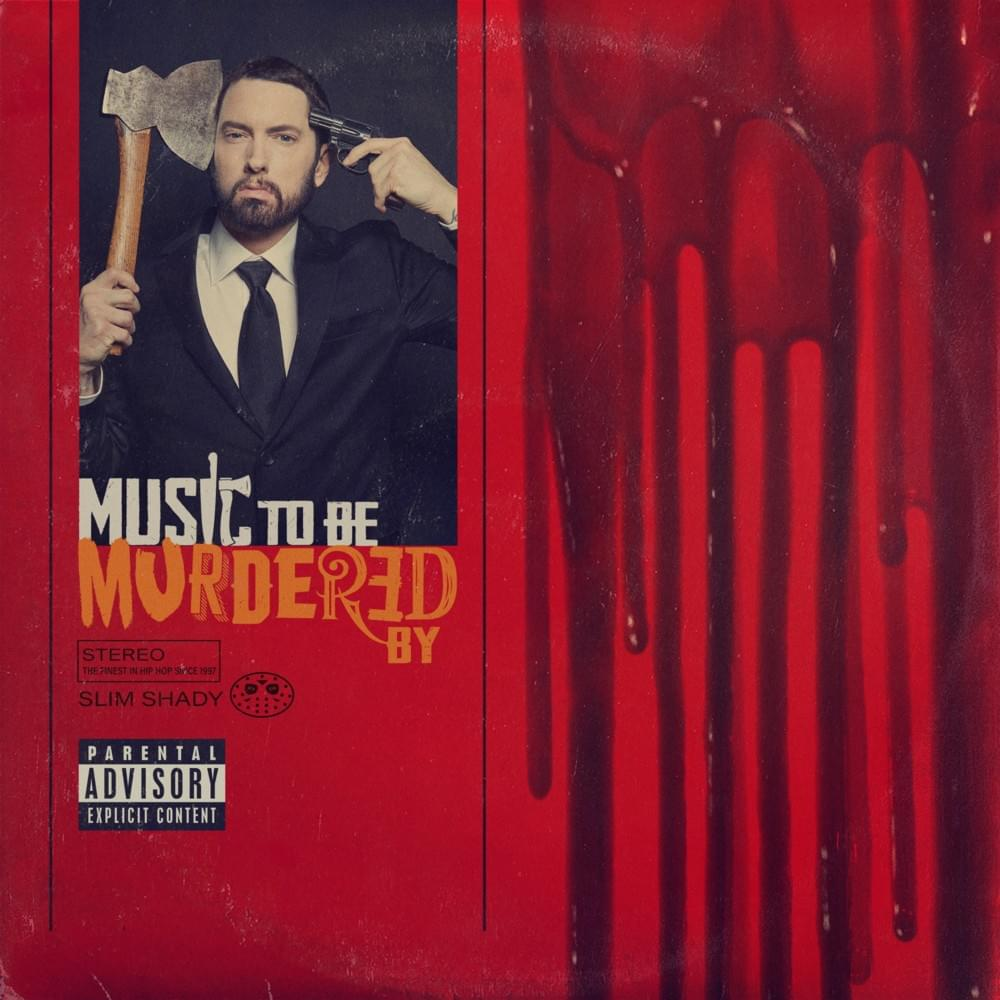 MUSIC TO BE
MURDERED
BY
STEREO
THE FINEST IN HIP HOP SINCE 1997
SLIM SHADY
PARENTAL
ADVISORY
EXPLICIT CONTENT